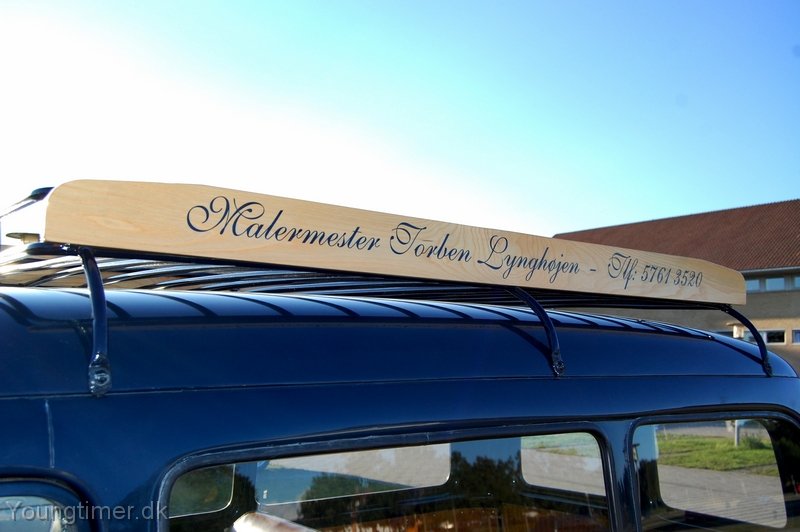 Malermester Torben Lynghøjen - Tlf: 5761 3520
Youngtimer.dk